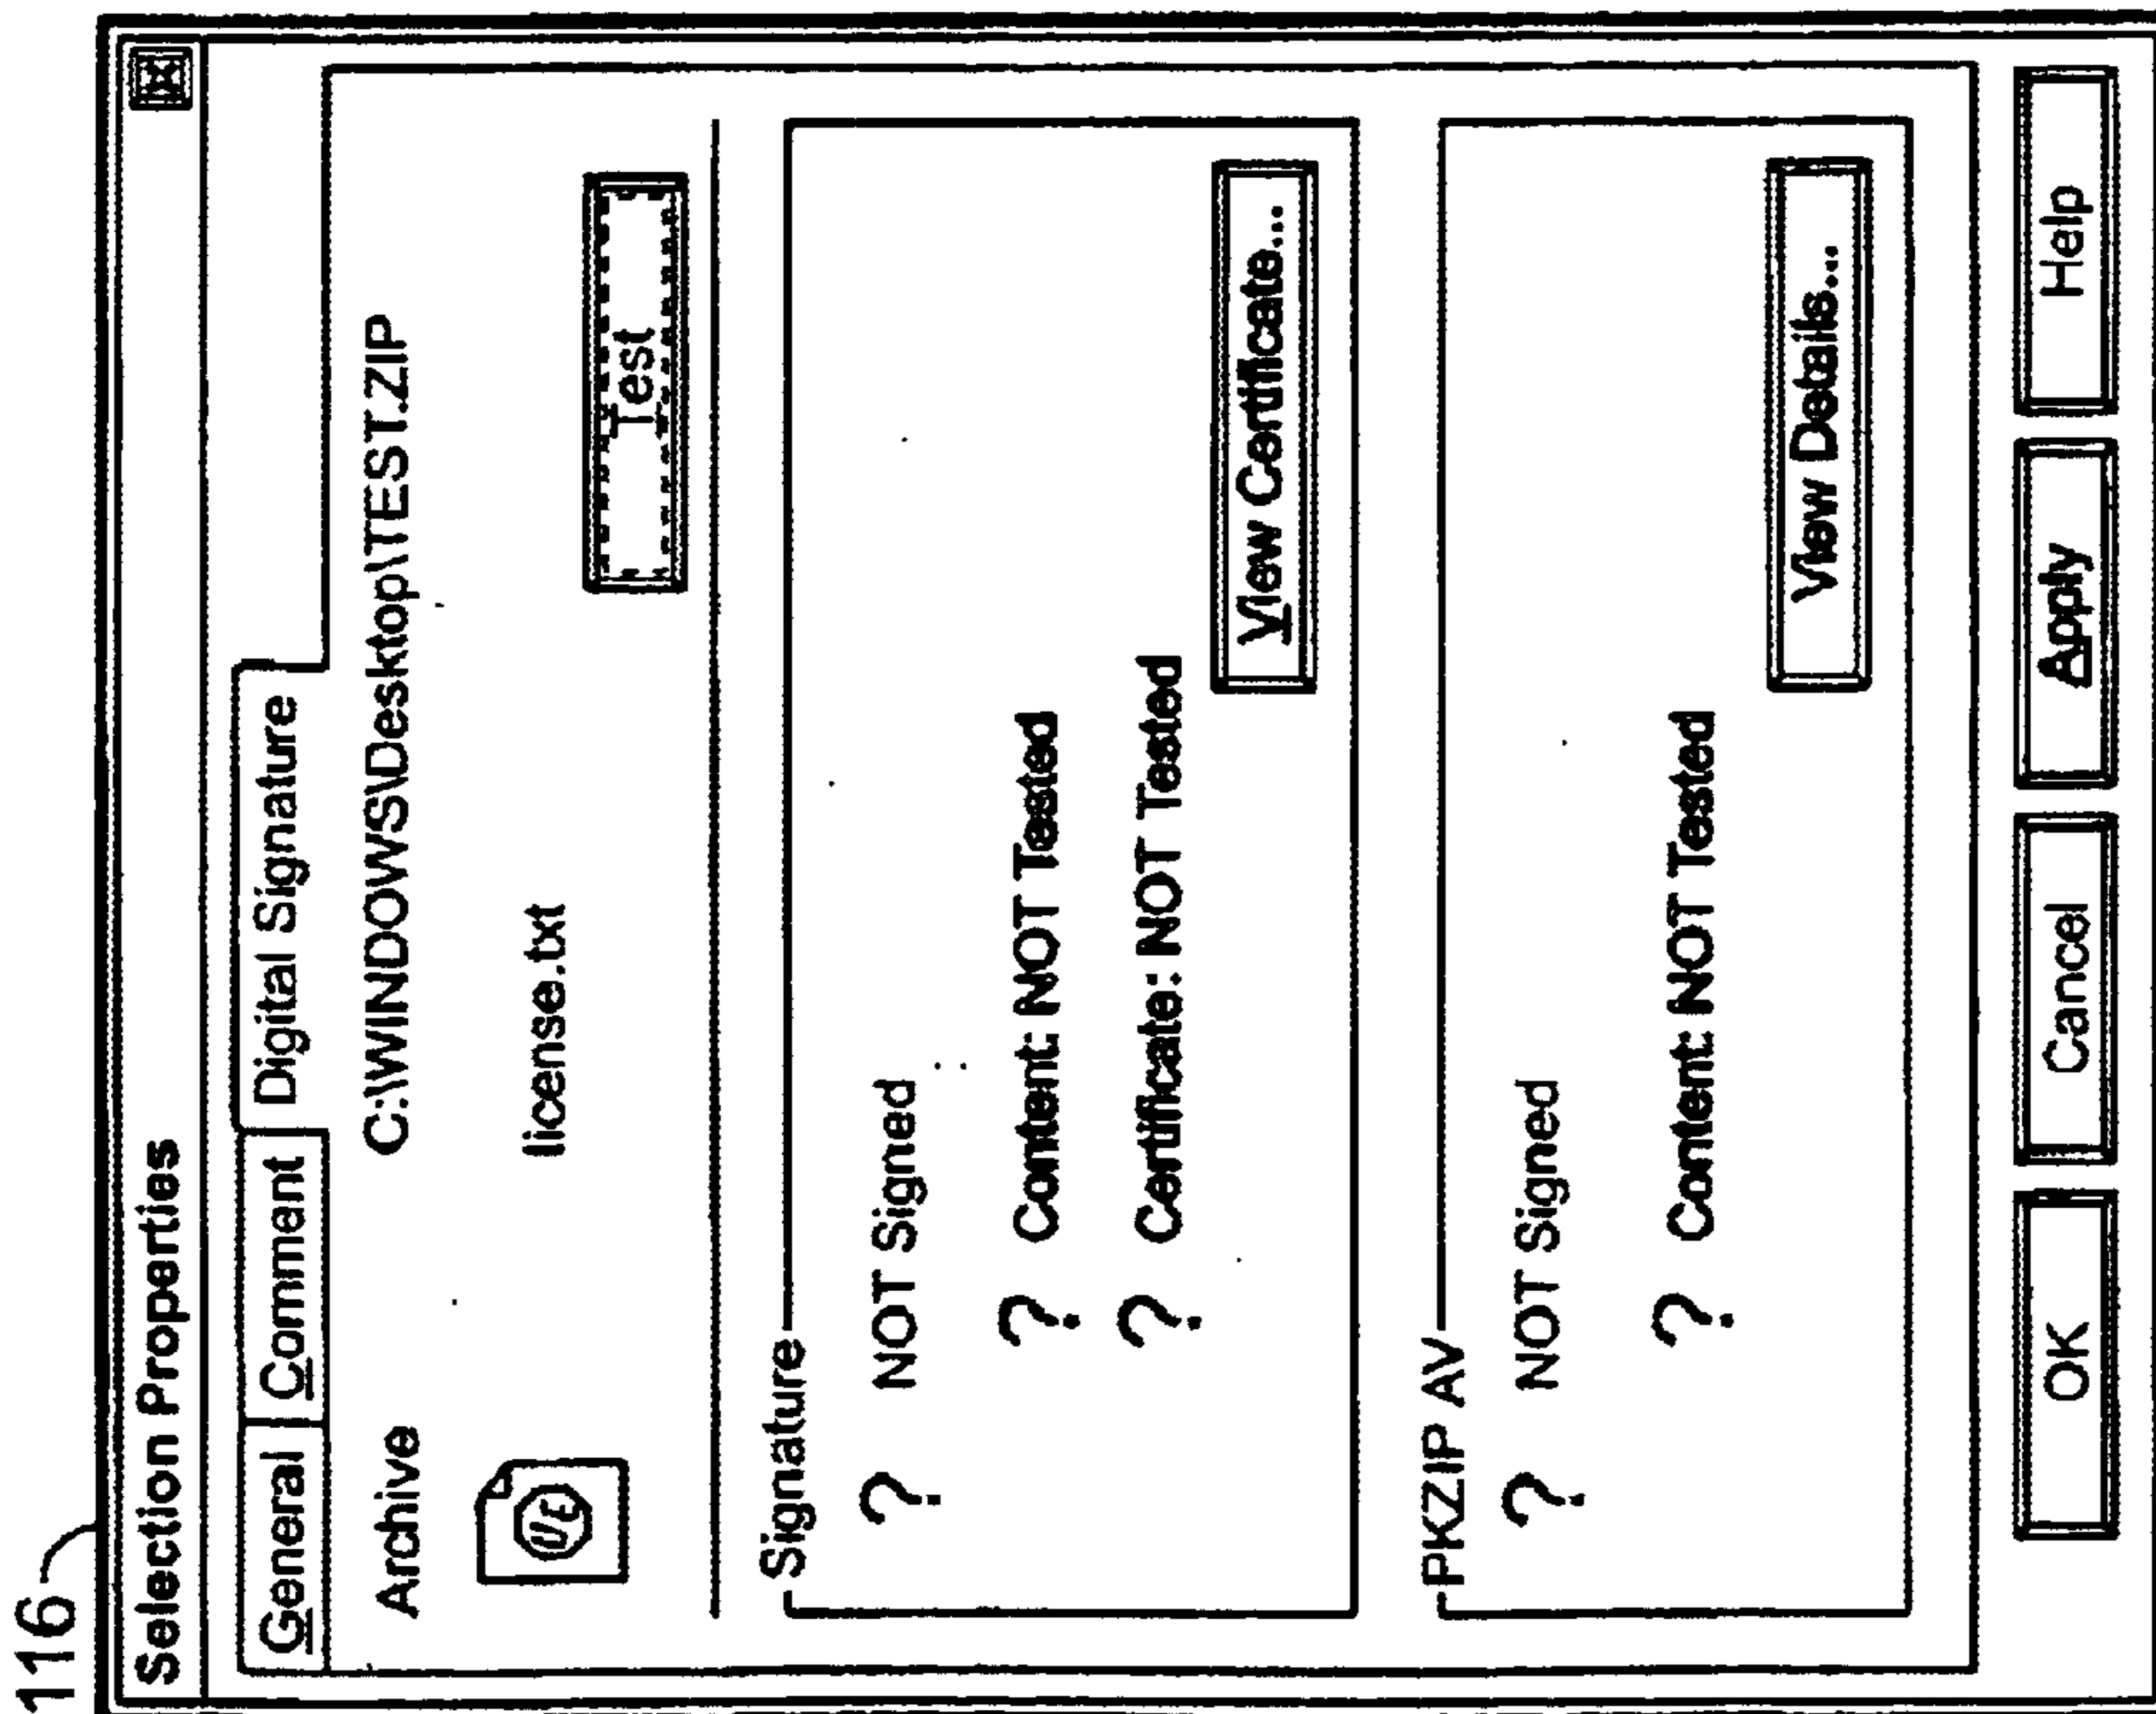 116
Selection Properties
General Comment Digital Signature
Archive C:\WINDOWS\Desktop\TEST.ZIP
license.txt
Test
Signature
? NOT Signed
? Content: NOT Tested
? Certificate: NOT Tested
View Certificate...
PKZIP AV
? NOT Signed
? Content: NOT Tested
View Details...
OK Cancel Apply Help